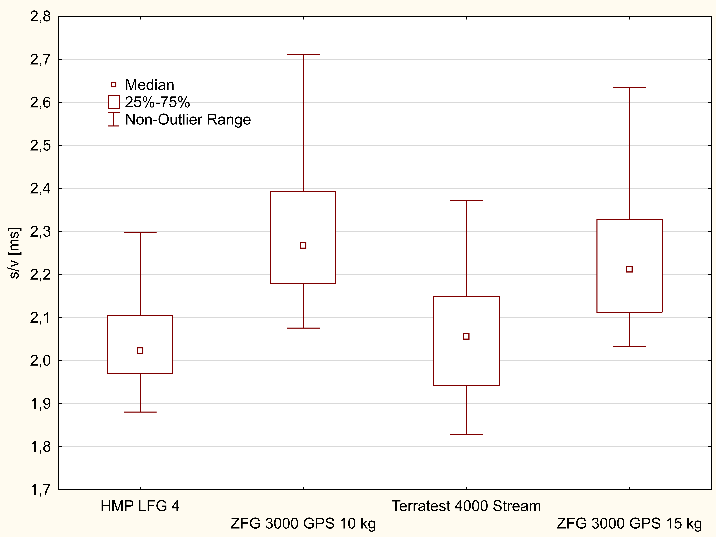 2,8
2,7
2,6
2,5
2,4
2,3
2,2
2,1
2,0
1,9
1,8
1,7
s/v [ms]
Median
25%-75%
Non-Outlier Range
HMP LFG 4
ZFG 3000 GPS 10 kg
Terratest 4000 Stream
ZFG 3000 GPS 15 kg